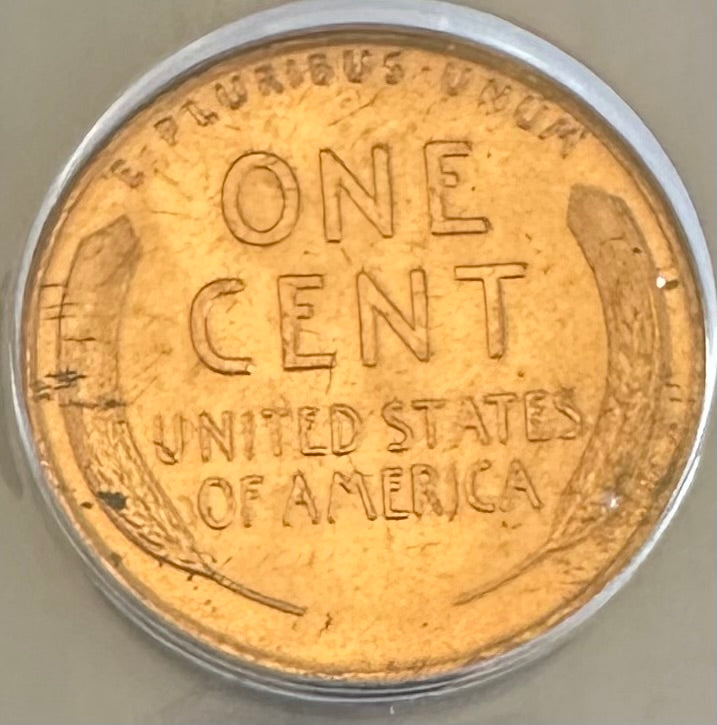 E·PLURIBUS·UNUM
ONE
CENT
UNITED STATES
OF AMERICA